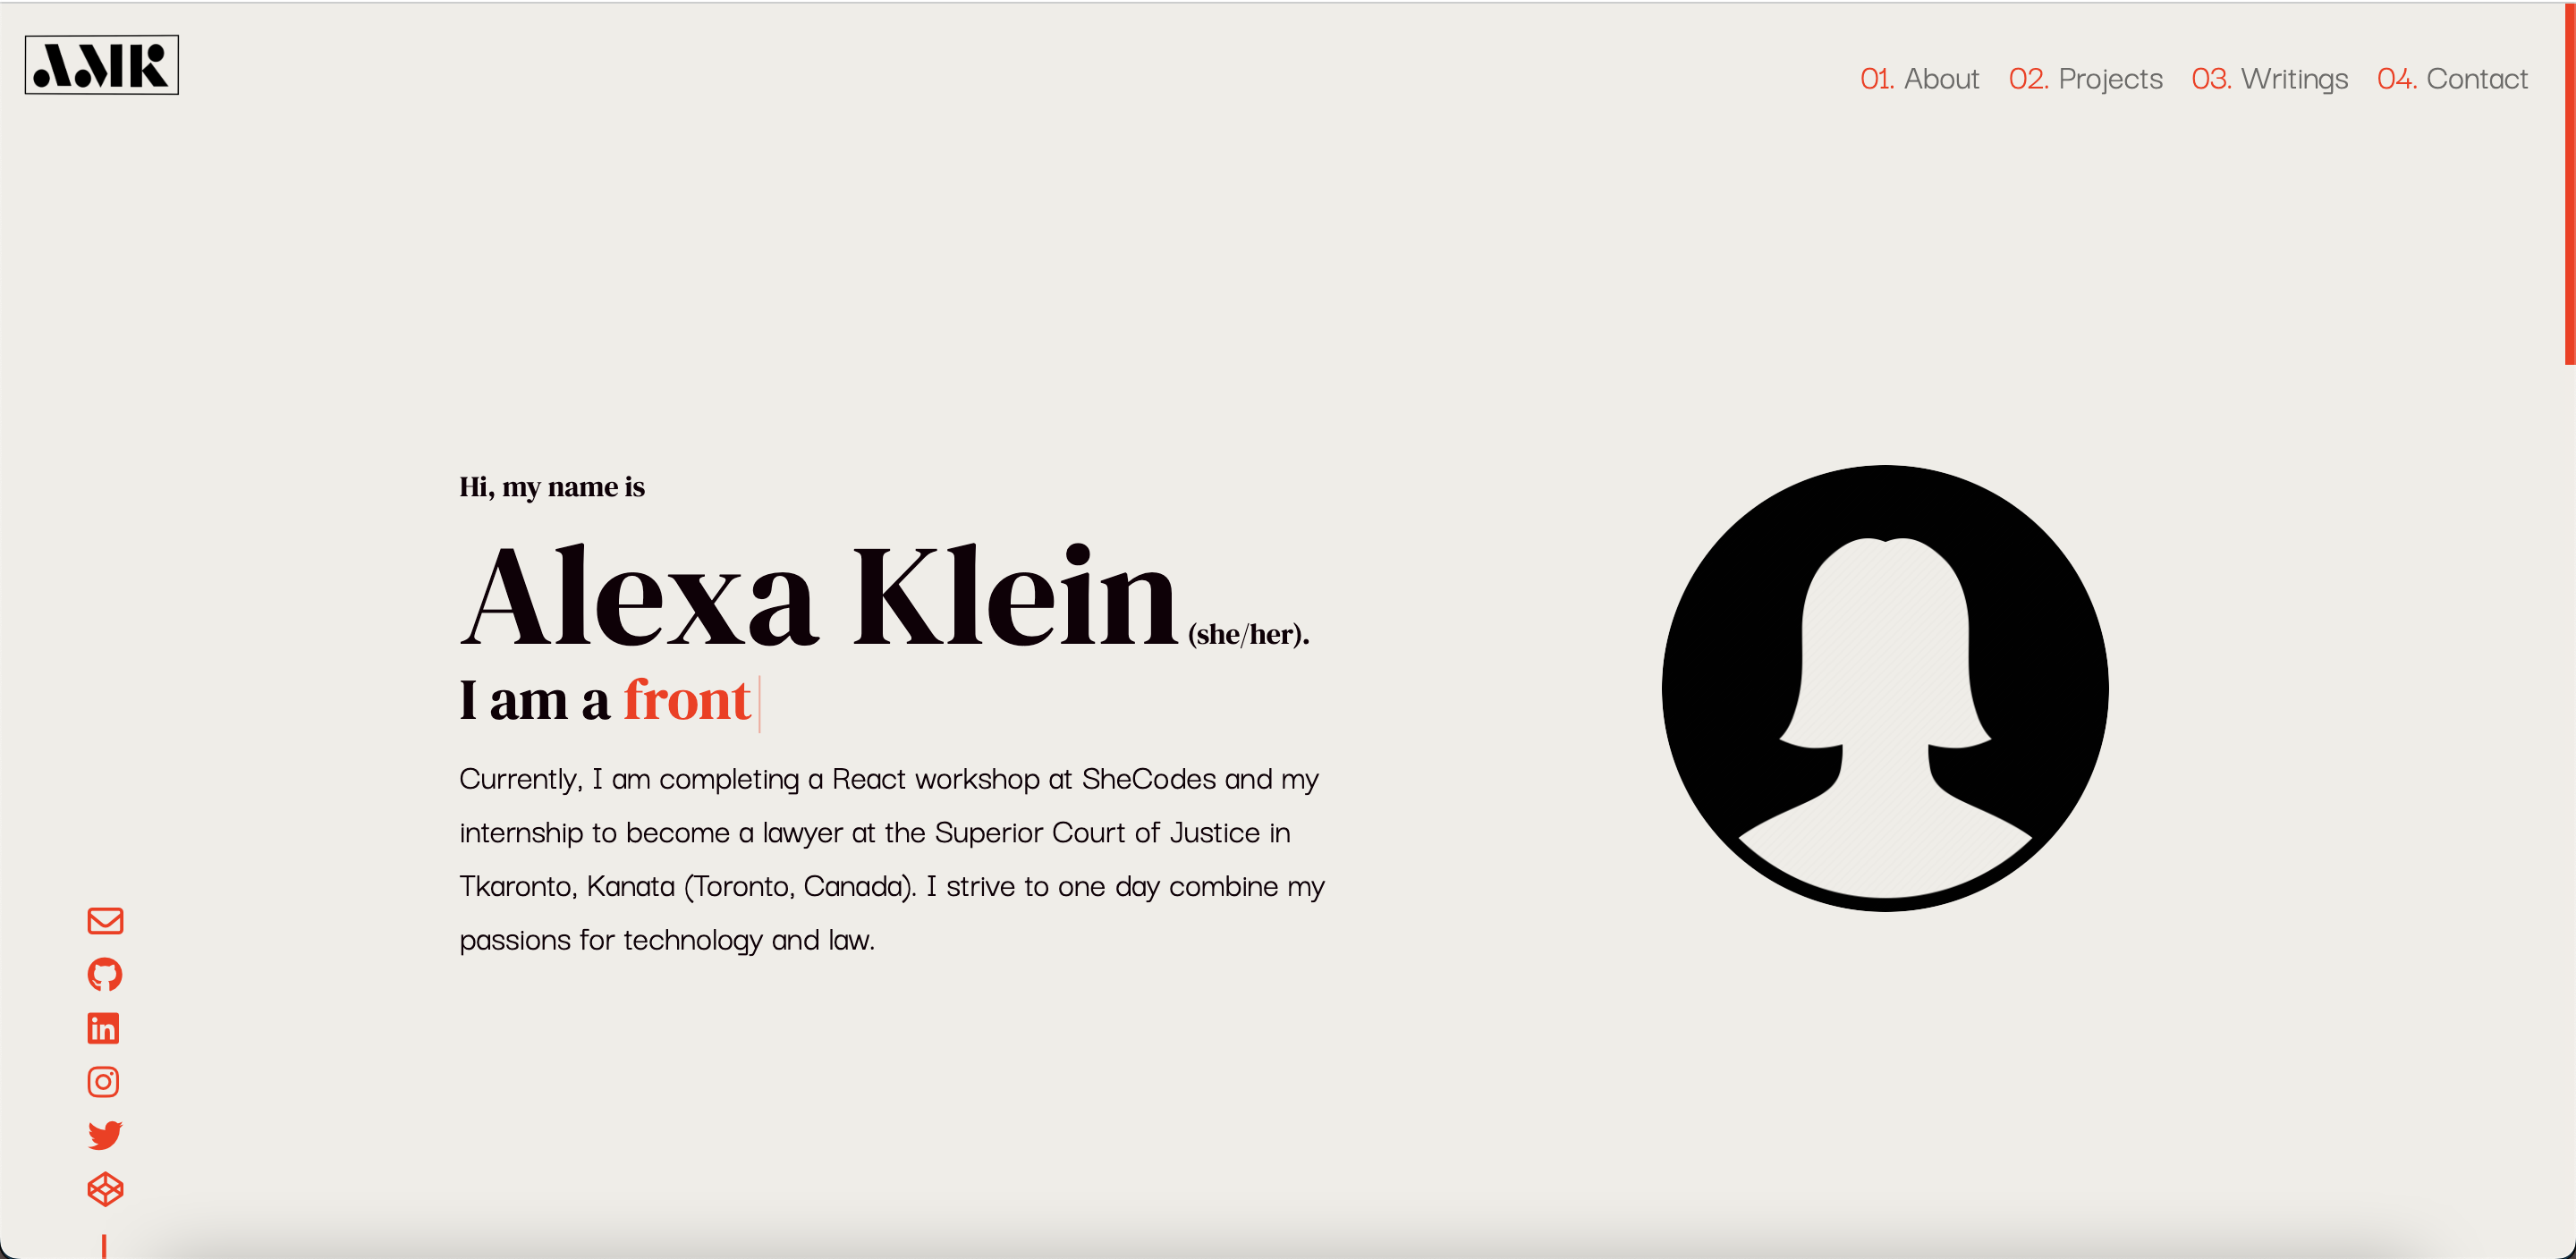 AMK
01. About 02. Projects 03. Writings 04. Contact
Hi, my name is
Alexa Klein (she/her).
I am a front
Currently, I am completing a React workshop at SheCodes and my
internship to become a lawyer at the Superior Court of Justice in
Tkaronto, Kanata (Toronto, Canada). I strive to one day combine my
passions for technology and law.
in